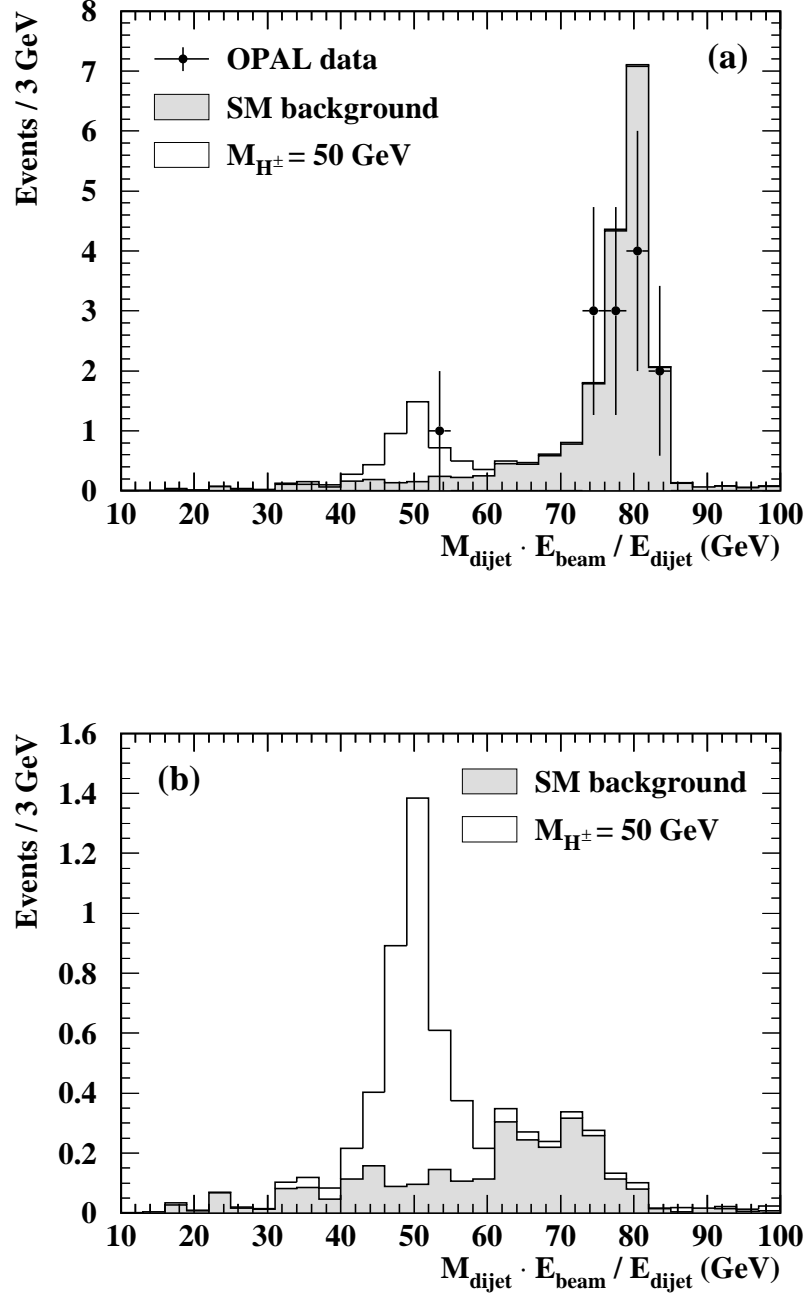 Events / 3 GeV
8
7
6
5
4
3
2
1
0
OPAL data
SM background
M_H± = 50 GeV
(a)
10 20 30 40 50 60 70 80 90 100
M_dijet · E_beam / E_dijet (GeV)
Events / 3 GeV
1.6
1.4
1.2
1
0.8
0.6
0.4
0.2
0
(b)
SM background
M_H± = 50 GeV
10 20 30 40 50 60 70 80 90 100
M_dijet · E_beam / E_dijet (GeV)